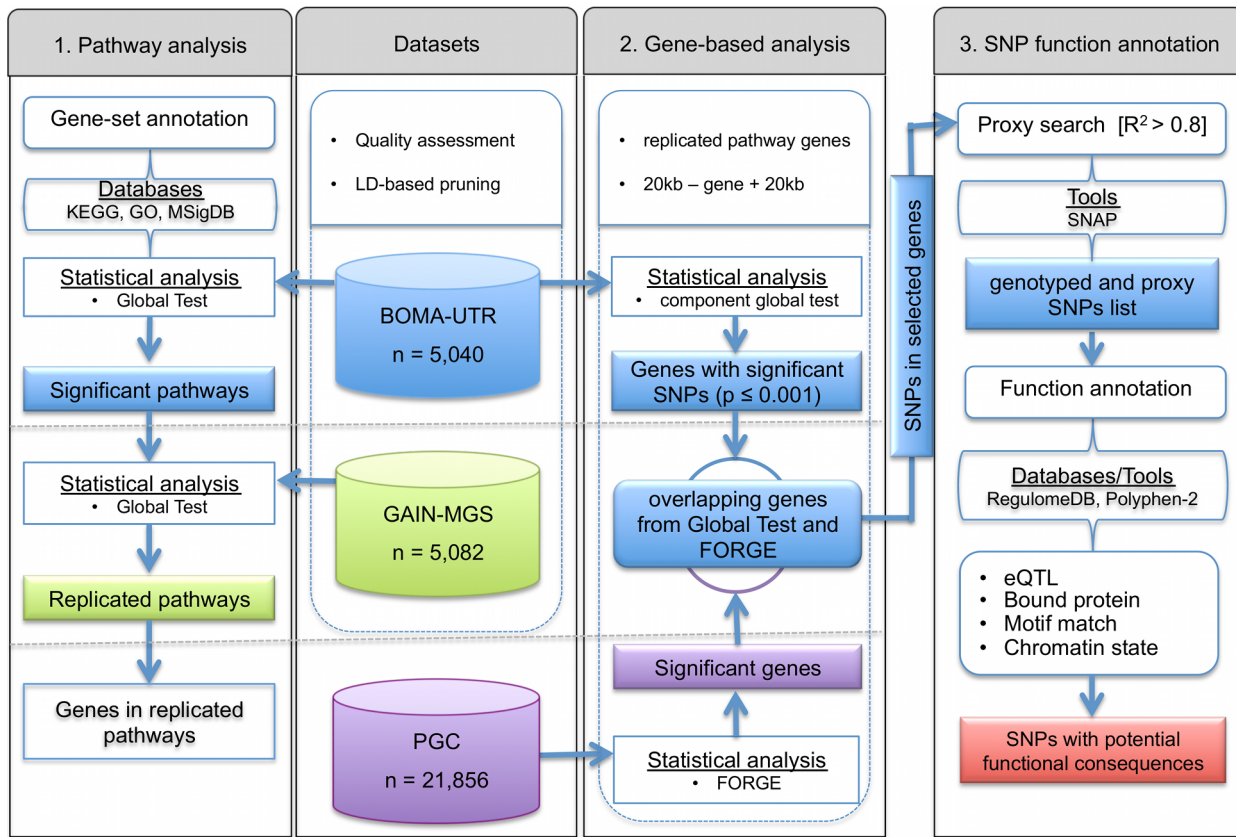 1. Pathway analysis
Gene-set annotation
Databases
KEGG, GO, MSigDB
Statistical analysis
• Global Test
Significant pathways
Statistical analysis
• Global Test
Replicated pathways
Genes in replicated
pathways
Datasets
• Quality assessment
• LD-based pruning
BOMA-UTR
n = 5,040
GAIN-MGS
n = 5,082
PGC
n = 21,856
2. Gene-based analysis
• replicated pathway genes
• 20kb – gene + 20kb
Statistical analysis
• component global test
Genes with significant
SNPs (p ≤ 0.001)
overlapping genes
from Global Test and
FORGE
Significant genes
Statistical analysis
• FORGE
SNPs in selected genes
3. SNP function annotation
Proxy search [R² > 0.8]
Tools
SNAP
genotyped and proxy
SNPs list
Function annotation
Databases/Tools
RegulomeDB, Polyphen-2
• eQTL
• Bound protein
• Motif match
• Chromatin state
SNPs with potential
functional consequences